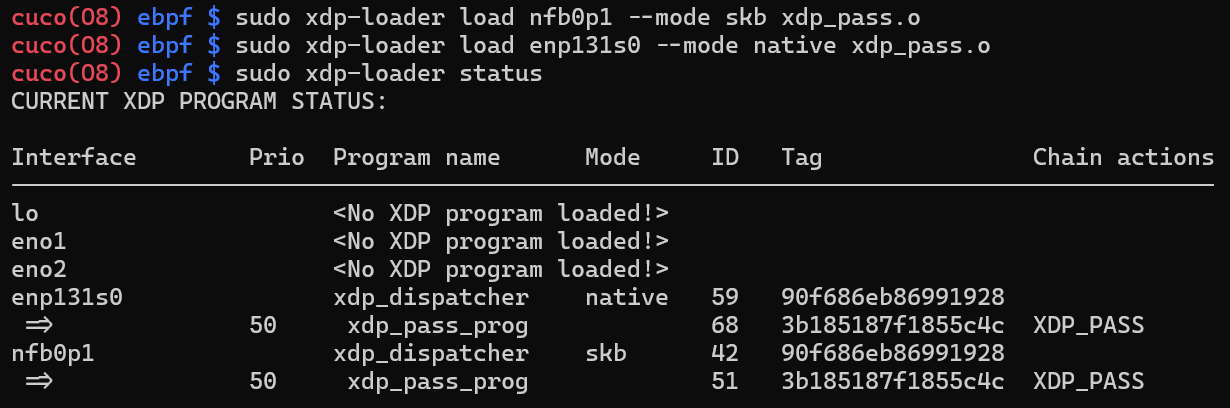 cuco(O8) ebpf $ sudo xdp-loader load nfb0p1 --mode skb xdp_pass.o
cuco(O8) ebpf $ sudo xdp-loader load enp131s0 --mode native xdp_pass.o
cuco(O8) ebpf $ sudo xdp-loader status
CURRENT XDP PROGRAM STATUS:
Interface Prio Program name Mode ID Tag Chain actions
lo <No XDP program loaded!>
eno1 <No XDP program loaded!>
eno2 <No XDP program loaded!>
enp131s0 xdp_dispatcher native 59 90f686eb86991928
=> 50 xdp_pass_prog 68 3b185187f1855c4c XDP_PASS
nfb0p1 xdp_dispatcher skb 42 90f686eb86991928
=> 50 xdp_pass_prog 51 3b185187f1855c4c XDP_PASS